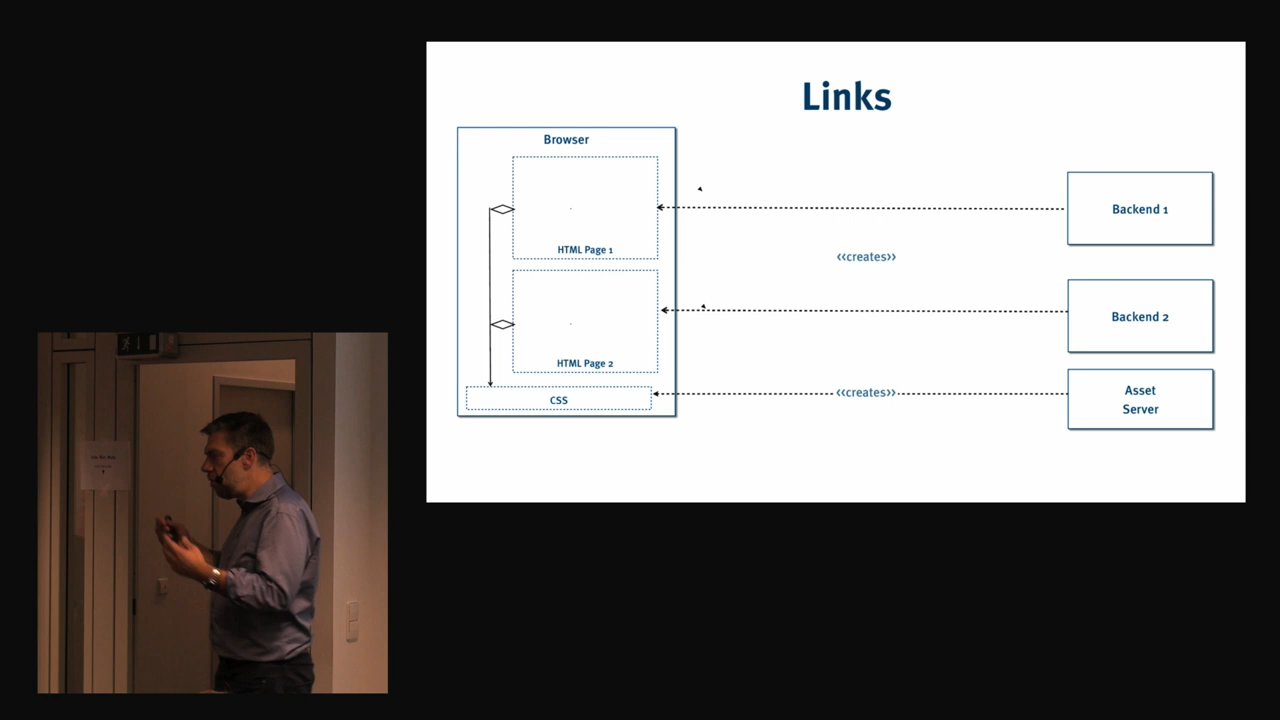 Links
Browser
HTML Page 1
HTML Page 2
CSS
<<creates>>
<<creates>>
Backend 1
Backend 2
Asset
Server